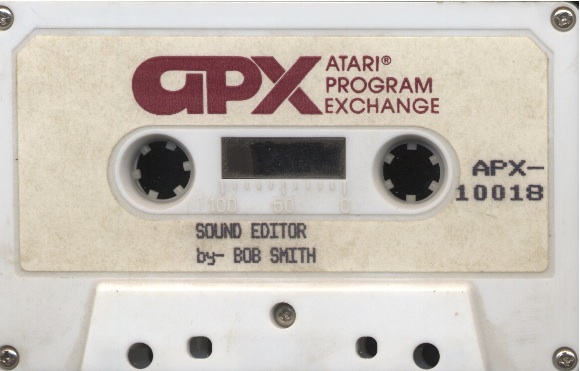 APX
ATARI®
PROGRAM
EXCHANGE
APX-
10018
100 50 0
SOUND EDITOR
by- BOB SMITH